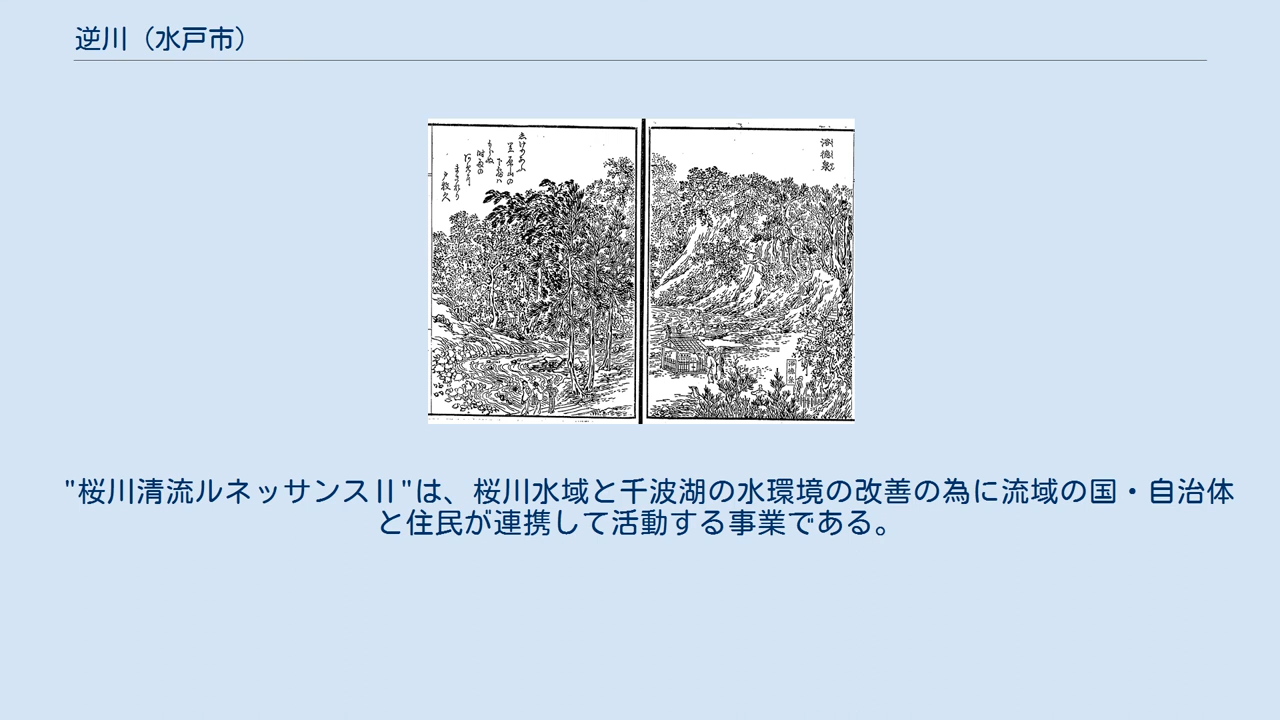 逆川（水戸市）
浴徳泉
"桜川清流ルネッサンスⅡ"は、桜川水域と千波湖の水環境の改善の為に流域の国・自治体
と住民が連携して活動する事業である。